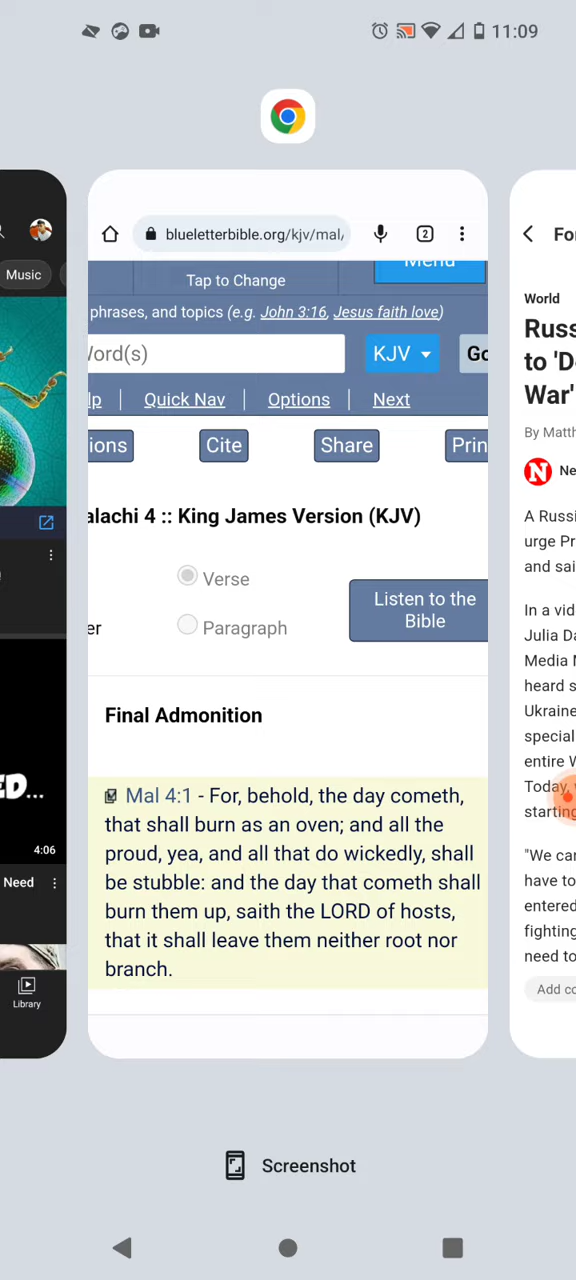 11:09
Music
4:06
Need
Library
blueletterbible.org/kjv/mal/
2
Tap to Change
Menu
phrases, and topics (e.g. John 3:16, Jesus faith love)
Word(s)
KJV
Go
lp | Quick Nav | Options | Next
ions
Cite
Share
Prin
alachi 4 :: King James Version (KJV)
Verse
er
Paragraph
Listen to the
Bible
Final Admonition
Mal 4:1 - For, behold, the day cometh,
that shall burn as an oven; and all the
proud, yea, and all that do wickedly, shall
be stubble: and the day that cometh shall
burn them up, saith the LORD of hosts,
that it shall leave them neither root nor
branch.
For
World
Russ
to 'D
War'
By Matth
N
Ne
A Russi
urge Pr
and sai
In a vid
Julia Da
Media M
heard s
Ukraine
special
entire W
Today,
starting
"We car
have to
entered
fighting
need to
Add co
Screenshot